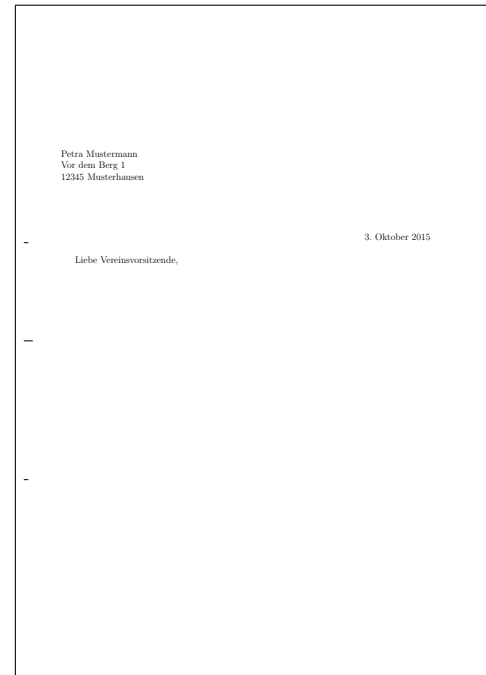 Petra Mustermann
Vor dem Berg 1
12345 Musterhausen
3. Oktober 2015
Liebe Vereinsvorsitzende,